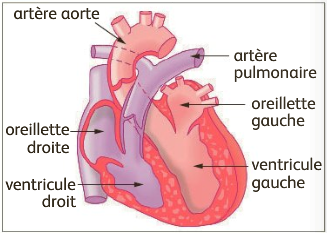 artère aorte
artère
pulmonaire
oreillette
gauche
oreillette
droite
ventricule
gauche
ventricule
droit